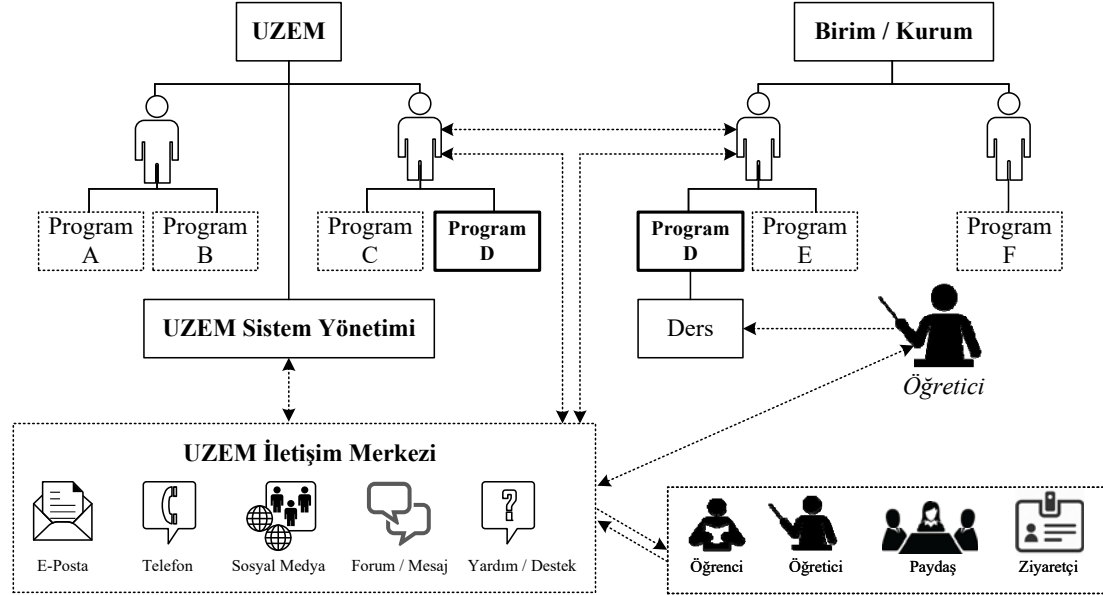 UZEM
Birim / Kurum
Program
A
Program
B
Program
C
Program
D
Program
D
Program
E
Program
F
UZEM Sistem Yönetimi
Ders
Öğretici
UZEM İletişim Merkezi
E-Posta
Telefon
Sosyal Medya
Forum / Mesaj
Yardım / Destek
Öğrenci
Öğretici
Paydaş
Ziyaretçi